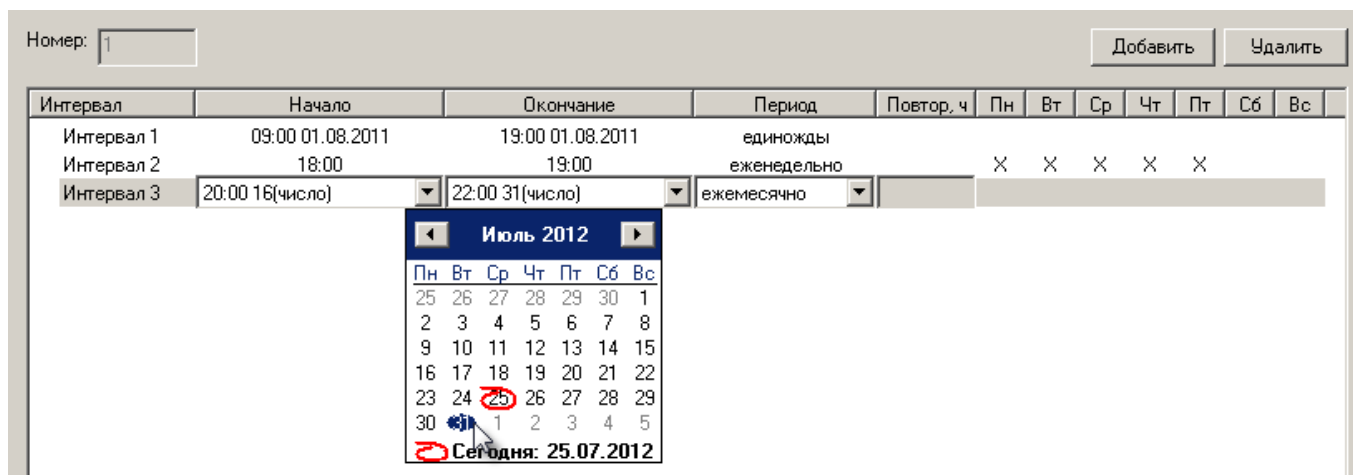 Номер: 1 Добавить Удалить
Интервал Начало Окончание Период Повтор, ч Пн Вт Ср Чт Пт Сб Вс
Интервал 1 09:00 01.08.2011 19:00 01.08.2011 единожды
Интервал 2 18:00 19:00 еженедельно X X X X X
Интервал 3 20:00 16(число) 22:00 31(число) ежемесячно
Июль 2012
Пн Вт Ср Чт Пт Сб Вс
25 26 27 28 29 30 1
2 3 4 5 6 7 8
9 10 11 12 13 14 15
16 17 18 19 20 21 22
23 24 25 26 27 28 29
30 31 1 2 3 4 5
Сегодня: 25.07.2012